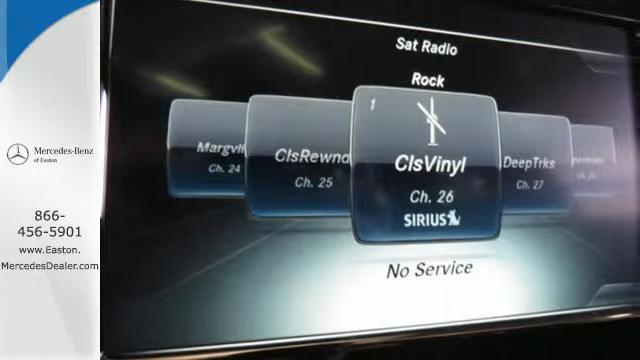 Mercedes-Benz
of Easton
866-
456-5901
www.Easton.
MercedesDealer.com
Sat Radio
Rock
1
Margvll
Ch. 24
ClsRewnd
Ch. 25
ClsVinyl
Ch. 26
SIRIUS
DeepTrks
Ch. 27
No Service